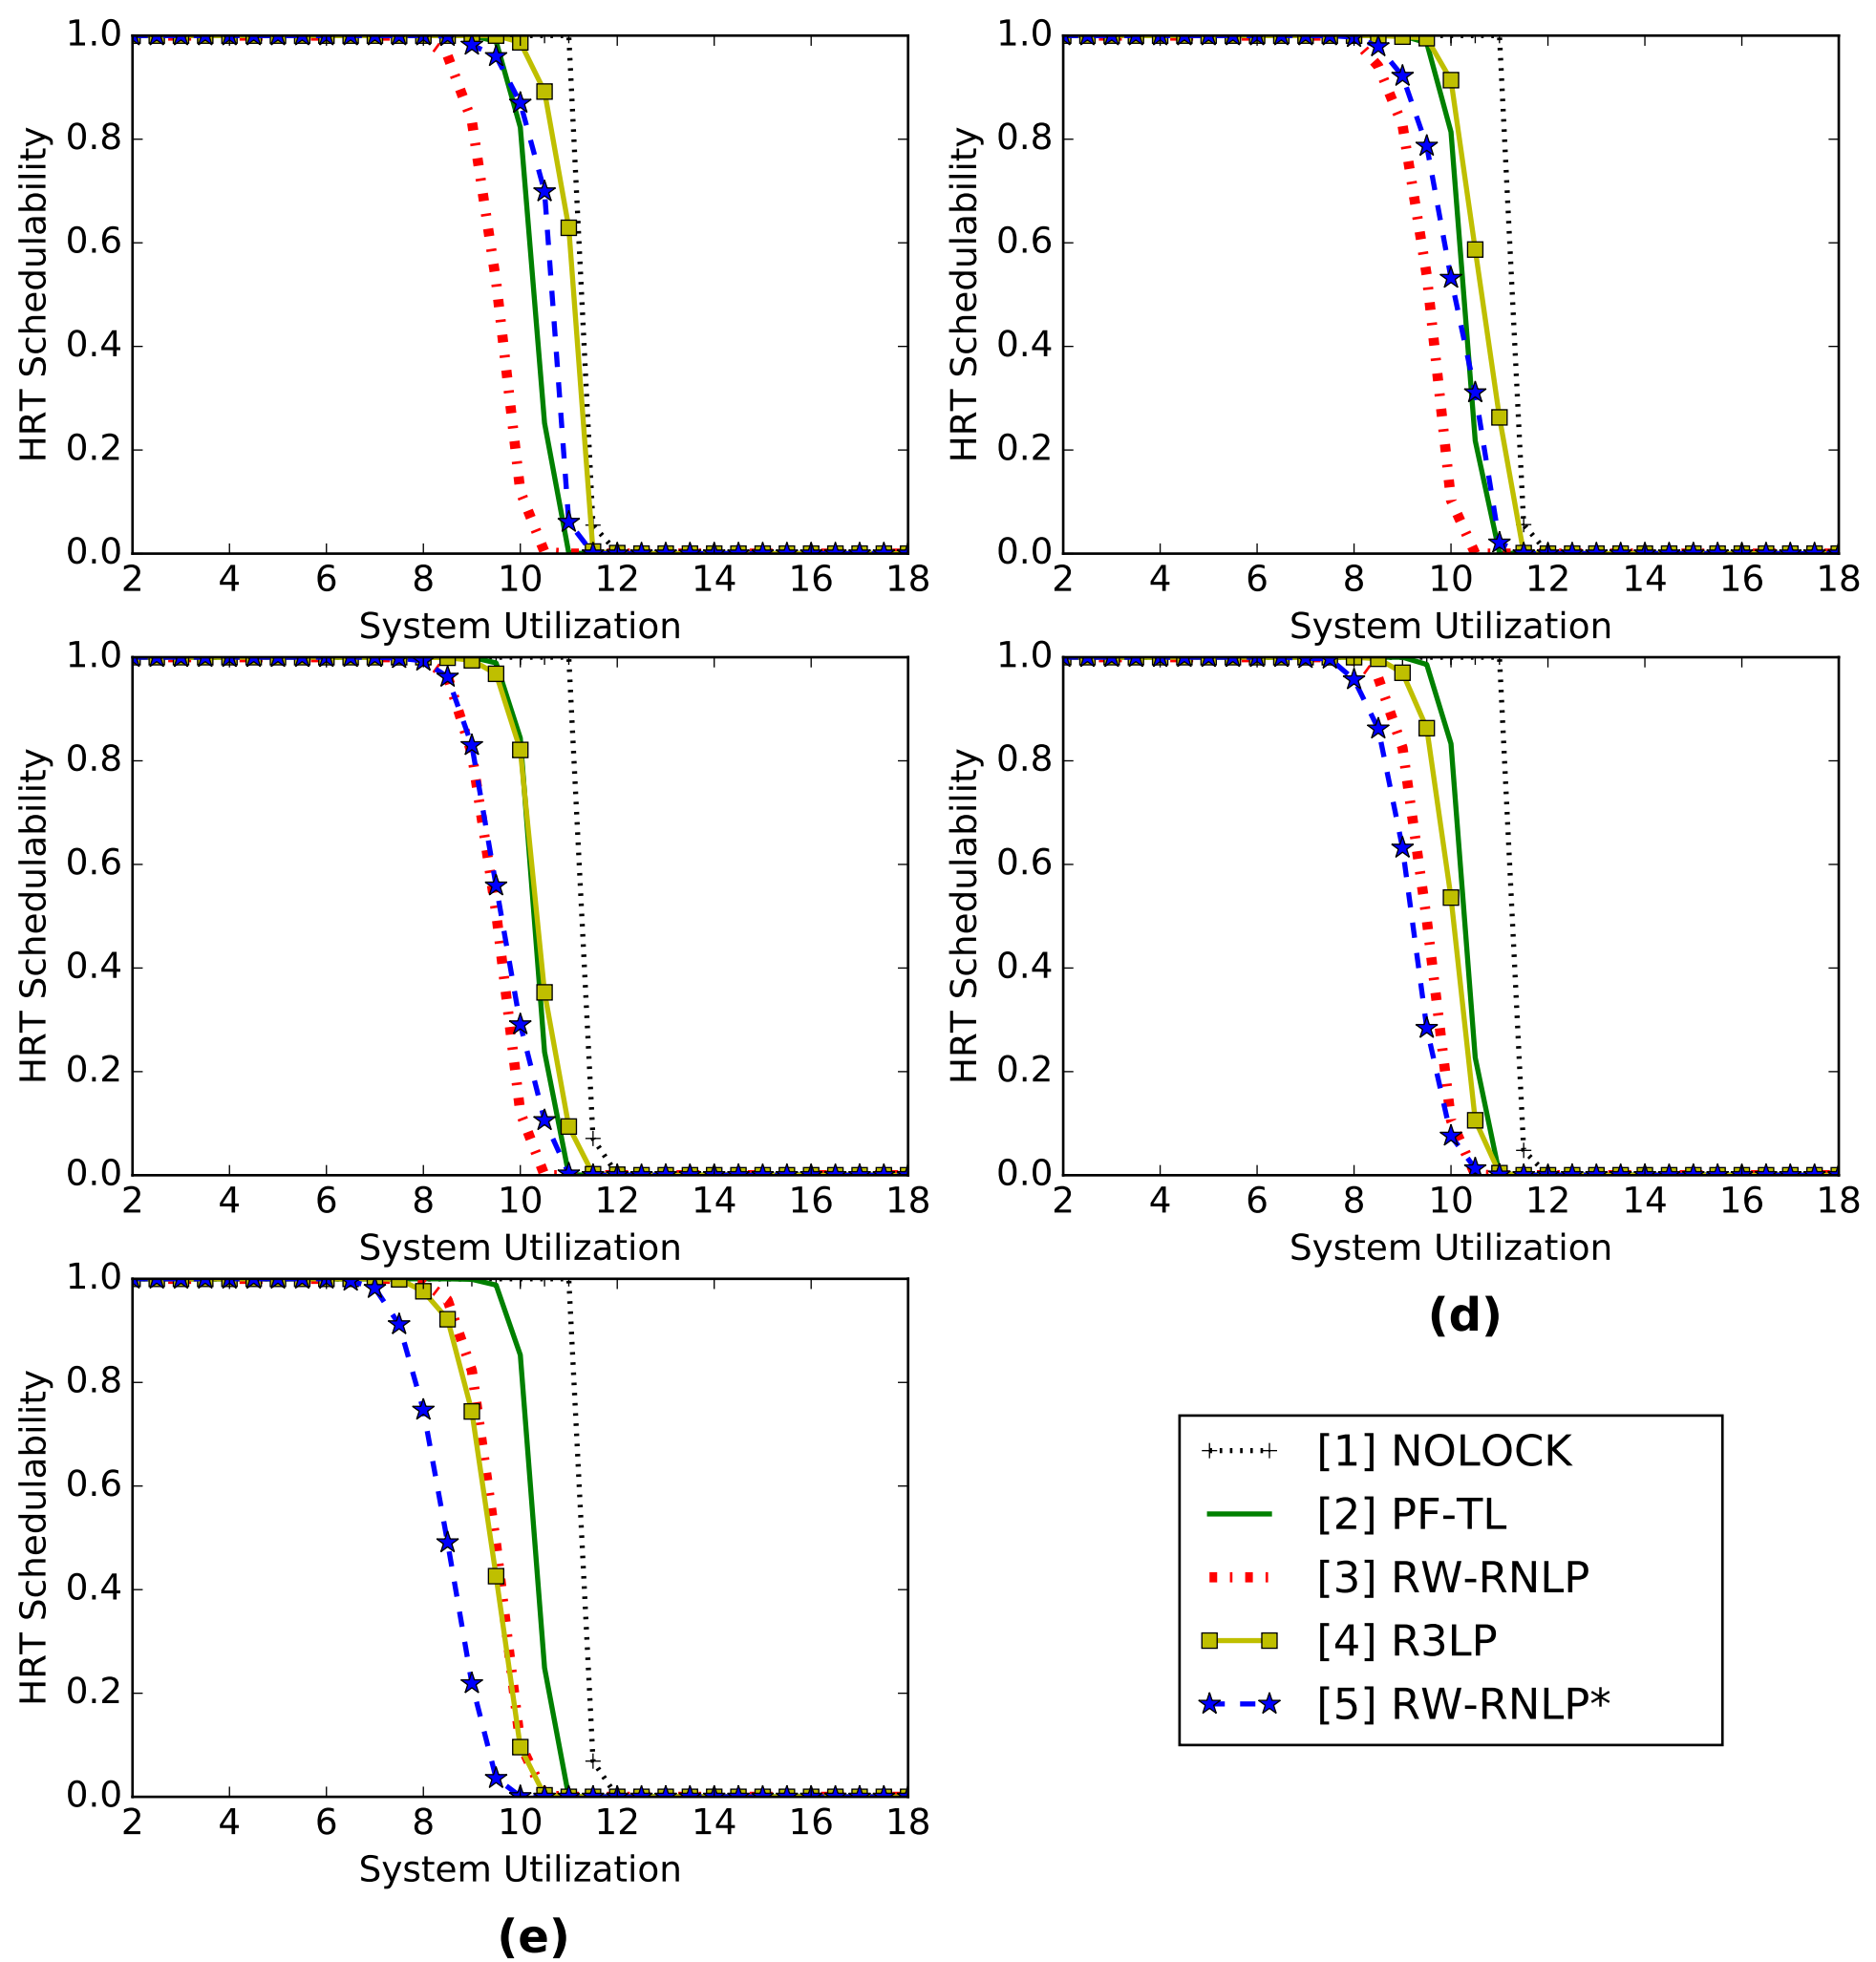 1.0
0.8
0.6
0.4
0.2
0.0
HRT Schedulability
2 4 6 8 10 12 14 16 18
System Utilization
1.0
0.8
0.6
0.4
0.2
0.0
HRT Schedulability
2 4 6 8 10 12 14 16 18
System Utilization
1.0
0.8
0.6
0.4
0.2
0.0
HRT Schedulability
2 4 6 8 10 12 14 16 18
System Utilization
1.0
0.8
0.6
0.4
0.2
0.0
HRT Schedulability
2 4 6 8 10 12 14 16 18
System Utilization
(d)
1.0
0.8
0.6
0.4
0.2
0.0
HRT Schedulability
2 4 6 8 10 12 14 16 18
System Utilization
(e)
[1] NOLOCK
[2] PF-TL
[3] RW-RNLP
[4] R3LP
[5] RW-RNLP*